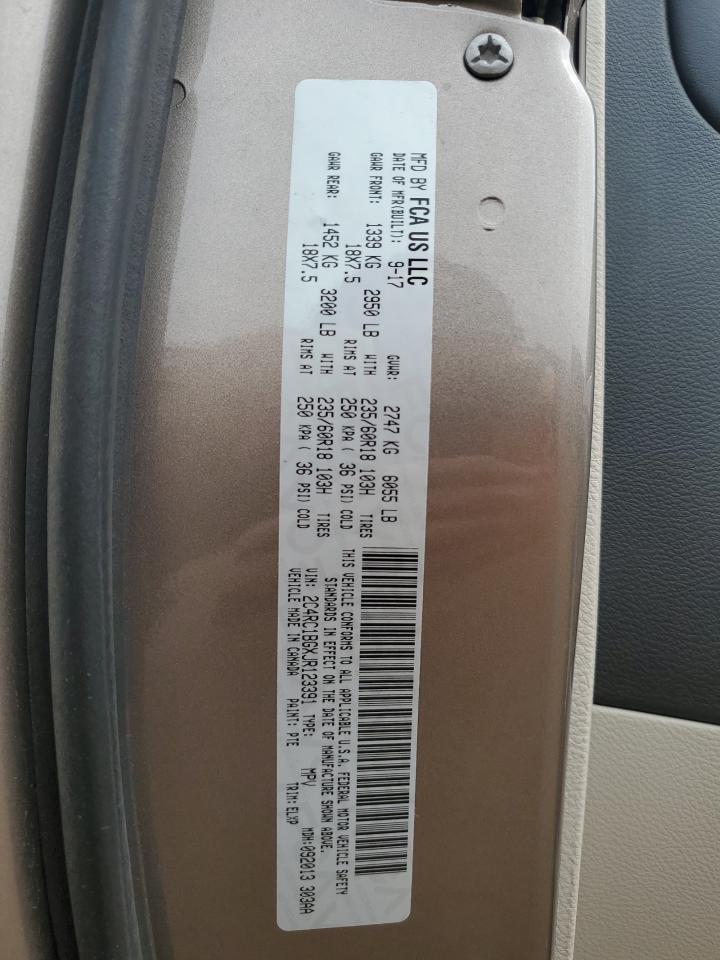 MFD BY FCA US LLC
DATE OF MFR(BUILT): 9-17 GVWR: 2747 KG 6055 LB
GAWR FRONT: 1339 KG 2950 LB WITH 235/60R18 103H TIRES
18X7.5 RIMS AT 250 KPA ( 36 PSI) COLD
GAWR REAR: 1452 KG 3200 LB WITH 235/60R18 103H TIRES
18X7.5 RIMS AT 250 KPA ( 36 PSI) COLD
THIS VEHICLE CONFORMS TO ALL APPLICABLE U.S.A. FEDERAL MOTOR VEHICLE SAFETY
STANDARDS IN EFFECT ON THE DATE OF MANUFACTURE SHOWN ABOVE.
VIN: 2C4RC1BGXJR123391 TYPE: MPV MDH:092013 303AA
VEHICLE MADE IN CANADA PAINT: PTE TRIM:ELXP